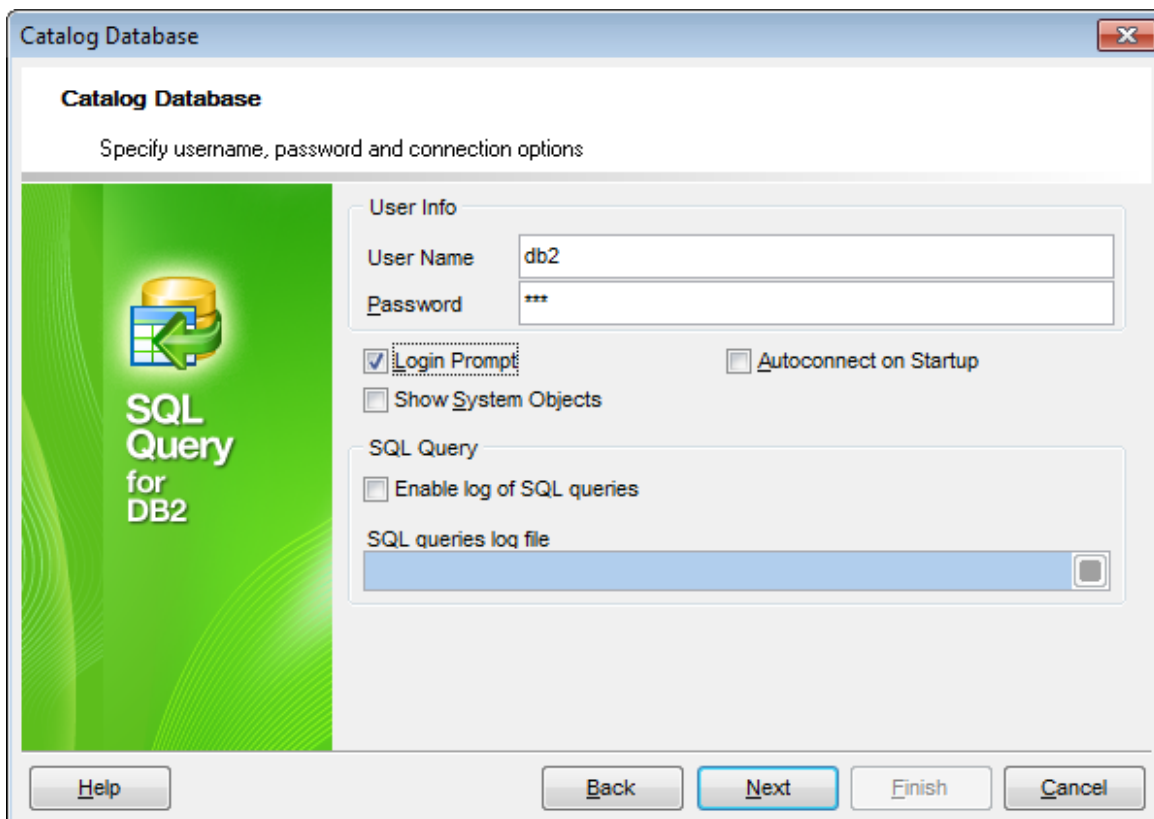 Catalog Database
Catalog Database
Specify username, password and connection options
User Info
User Name db2
Password ***
Login Prompt Autoconnect on Startup
Show System Objects
SQL Query
Enable log of SQL queries
SQL queries log file
SQL
Query
for
DB2
Help Back Next Finish Cancel